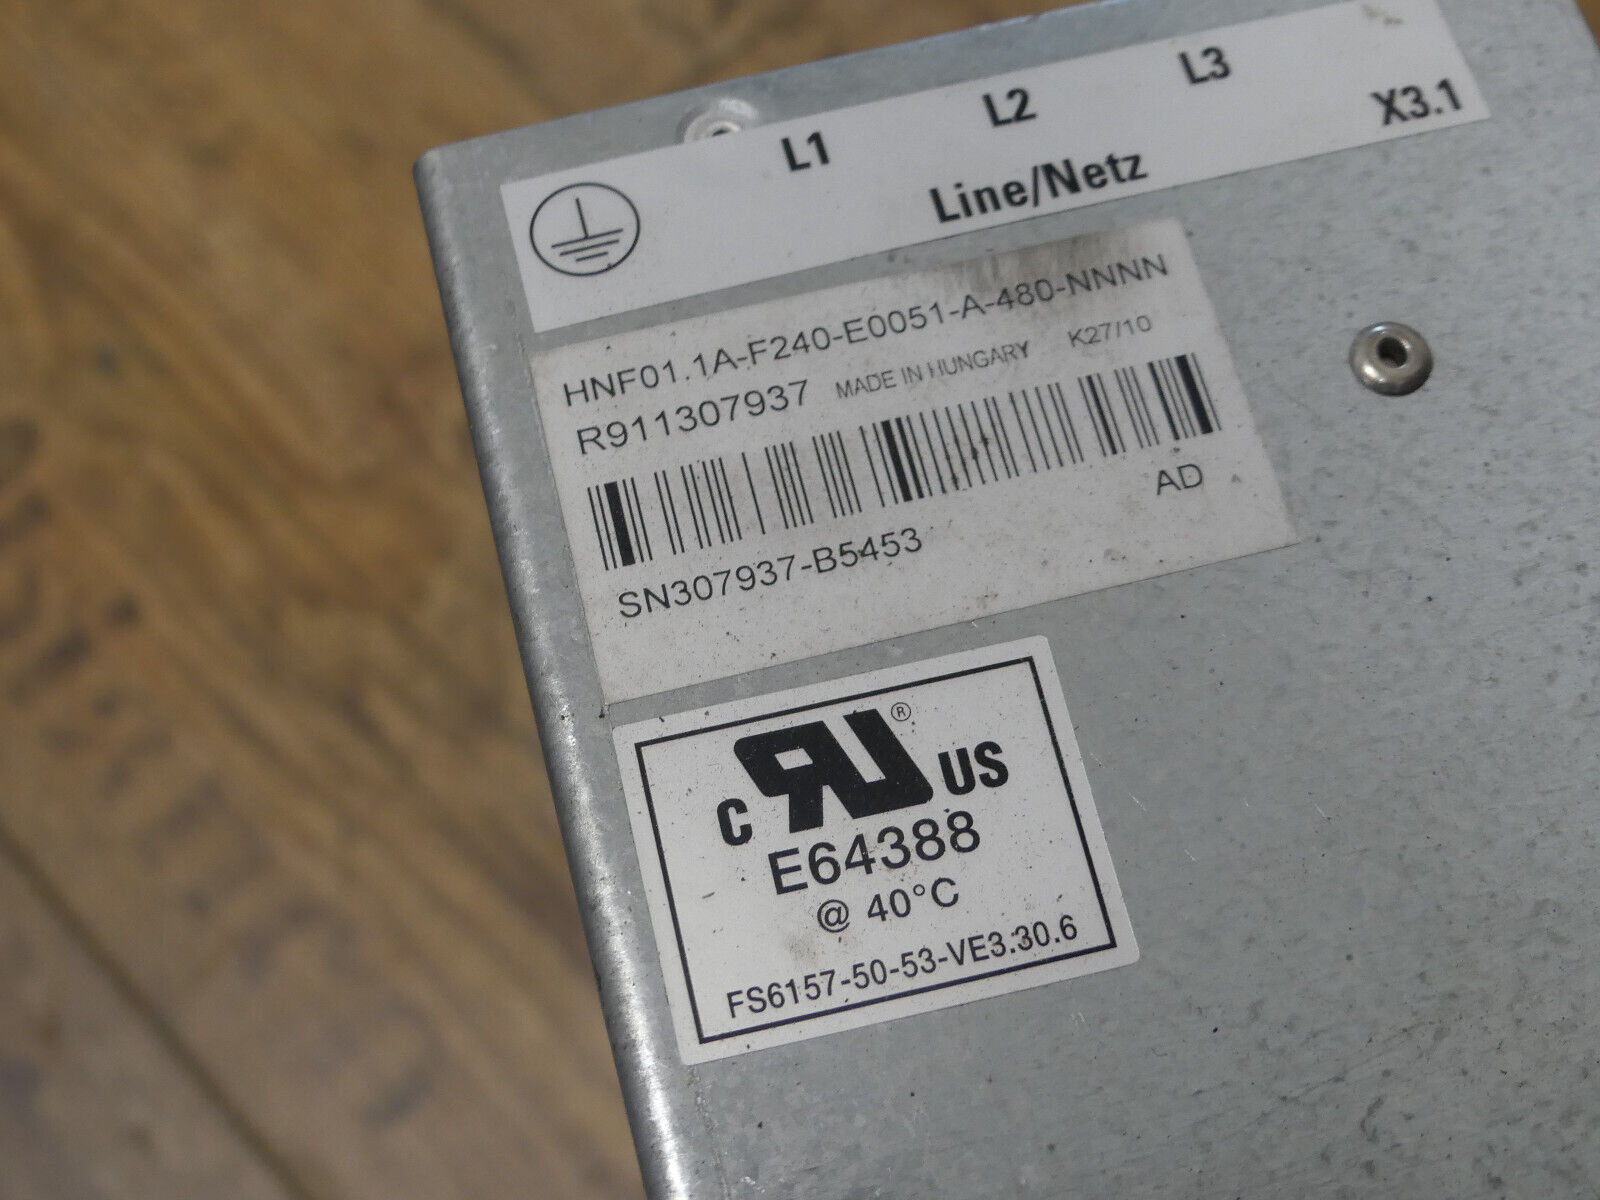 L1 L2 L3
Line/Netz X3.1
HNF01.1A-F240-E0051-A-480-NNNN
R911307937 MADE IN HUNGARY K27/10
AD
SN307937-B5453
c RU ® US
E64388
@ 40°C
FS6157-50-53-VE3.30.6